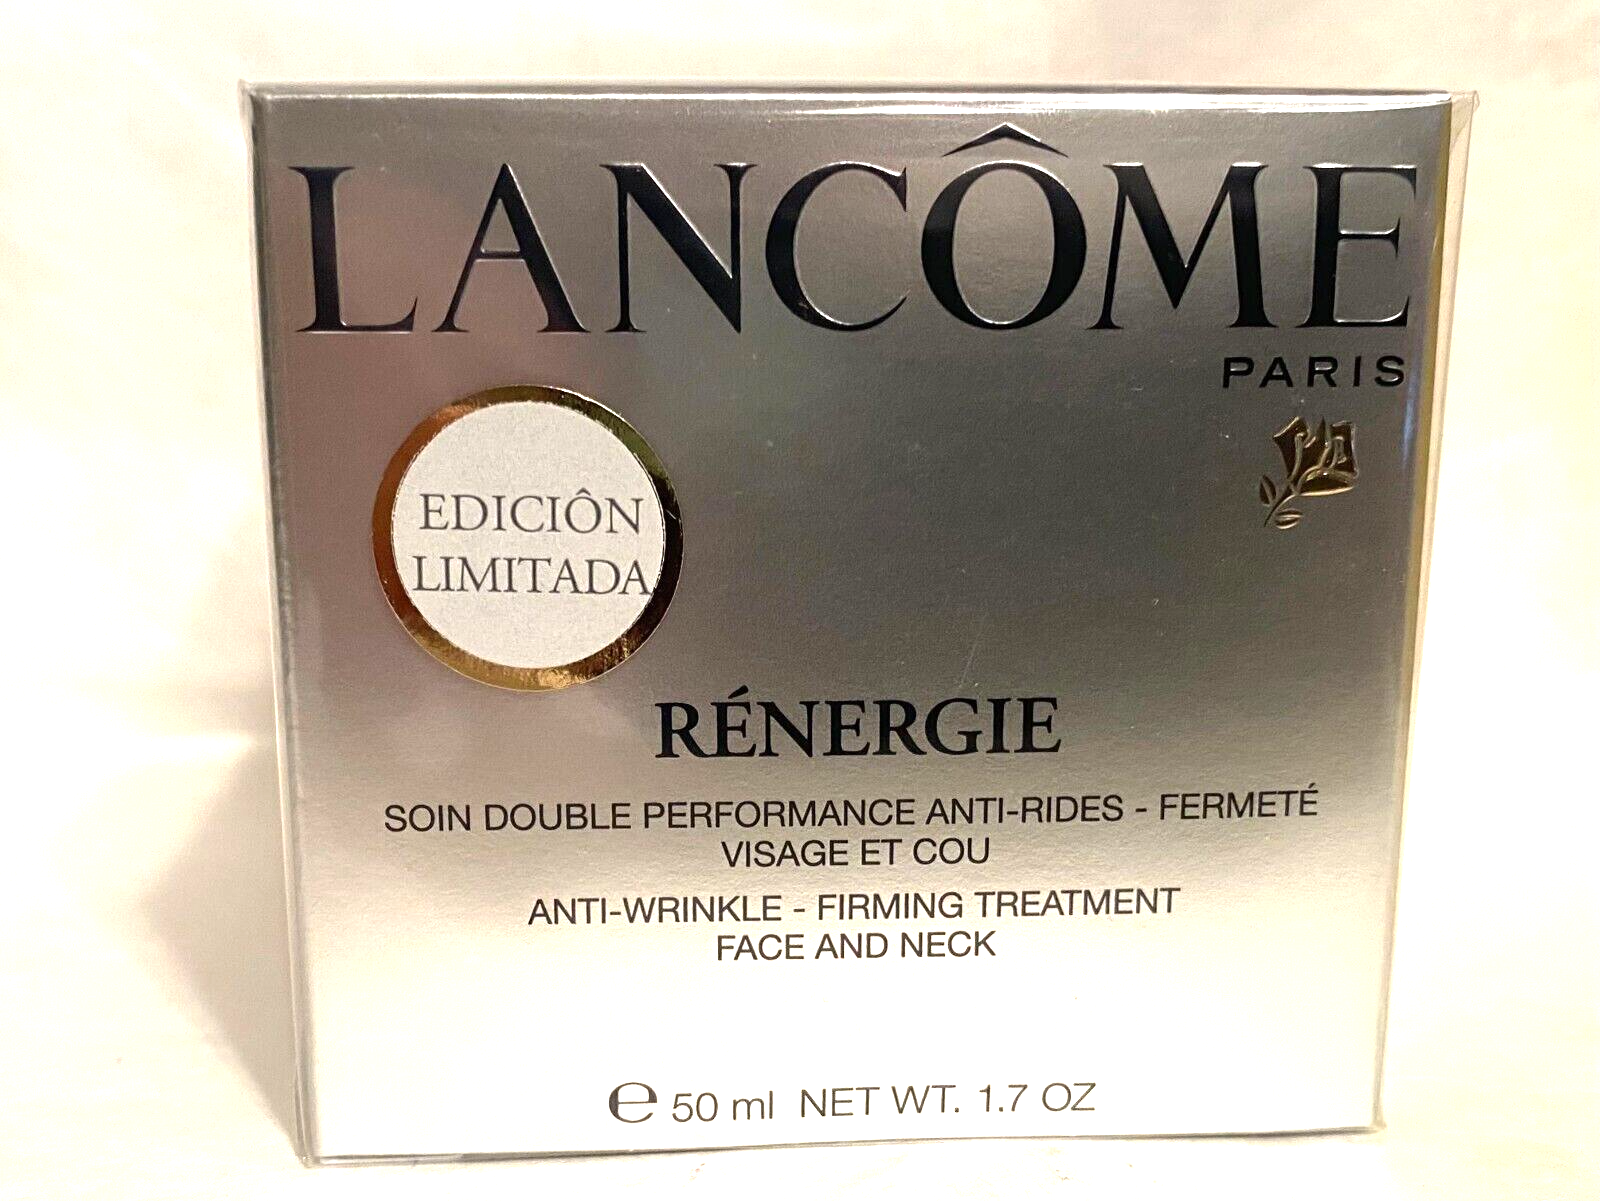 LANCÔME
PARIS
EDICIÔN
LIMITADA
RÉNERGIE
SOIN DOUBLE PERFORMANCE ANTI-RIDES - FERMETÉ
VISAGE ET COU
ANTI-WRINKLE - FIRMING TREATMENT
FACE AND NECK
℮ 50 ml NET WT. 1.7 OZ